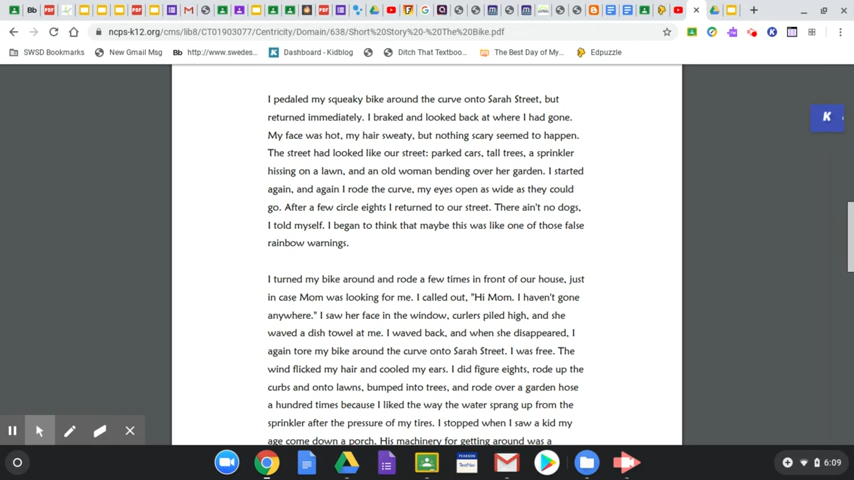 ncps-k12.org/cms/lib8/CT01903077/Centricity/Domain/638/Short%20Story%20-%20The%20Bike.pdf
SWSD Bookmarks
New Gmail Msg
Bb http://www.swedes...
Dashboard - Kidblog
Ditch That Textboo...
The Best Day of My...
Edpuzzle
I pedaled my squeaky bike around the curve onto Sarah Street, but
returned immediately. I braked and looked back at where I had gone.
My face was hot, my hair sweaty, but nothing scary seemed to happen.
The street had looked like our street: parked cars, tall trees, a sprinkler
hissing on a lawn, and an old woman bending over her garden. I started
again, and again I rode the curve, my eyes open as wide as they could
go. After a few circle eights I returned to our street. There ain't no dogs,
I told myself. I began to think that maybe this was like one of those false
rainbow warnings.
I turned my bike around and rode a few times in front of our house, just
in case Mom was looking for me. I called out, "Hi Mom. I haven't gone
anywhere." I saw her face in the window, curlers piled high, and she
waved a dish towel at me. I waved back, and when she disappeared, I
again tore my bike around the curve onto Sarah Street. I was free. The
wind flicked my hair and cooled my ears. I did figure eights, rode up the
curbs and onto lawns, bumped into trees, and rode over a garden hose
a hundred times because I liked the way the water sprang up from the
sprinkler after the pressure of my tires. I stopped when I saw a kid my
age come down a porch. His machinery for getting around was a
K
6:09